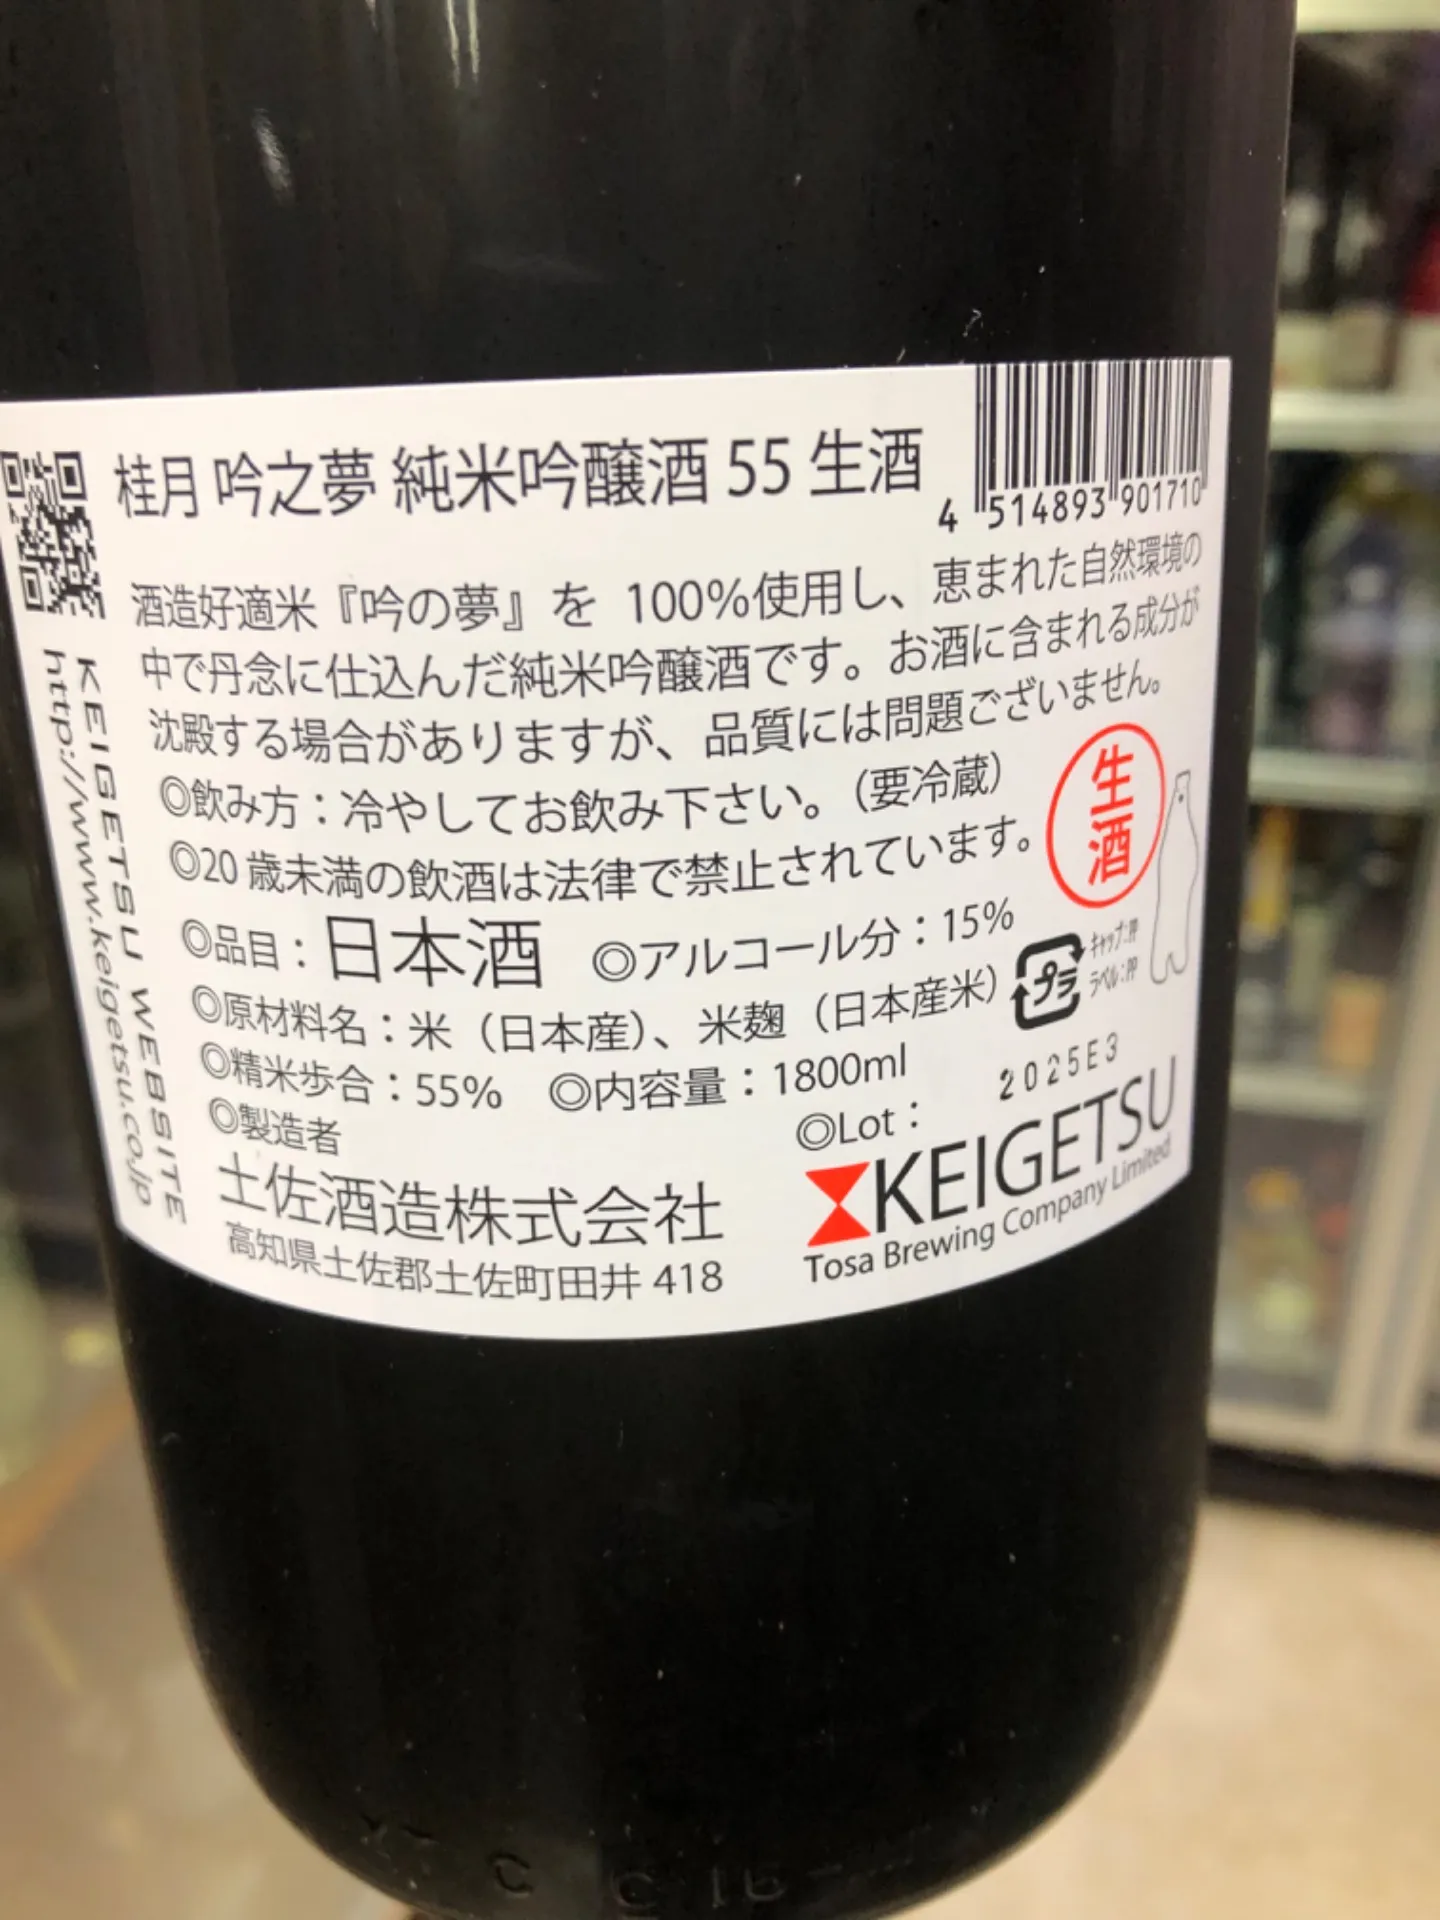 桂月 吟之夢 純米吟醸酒 55 生酒
4 514893 901710
酒造好適米『吟の夢』を 100%使用し、恵まれた自然環境の
中で丹念に仕込んだ純米吟醸酒です。お酒に含まれる成分が
沈殿する場合がありますが、品質には問題ございません。
◎飲み方：冷やしてお飲み下さい。（要冷蔵）
◎20 歳未満の飲酒は法律で禁止されています。
生酒
◎品目：日本酒 ◎アルコール分：15%
プラ
キャップ:PP
ラベル:PP
◎原材料名：米（日本産）、米麹（日本産米）
◎精米歩合：55% ◎内容量：1800ml
◎製造者
◎Lot：
2025E3
土佐酒造株式会社
高知県土佐郡土佐町田井 418
KEIGETSU
Tosa Brewing Company Limited
KEIGETSU WEBSITE
http://www.keigetsu.co.jp